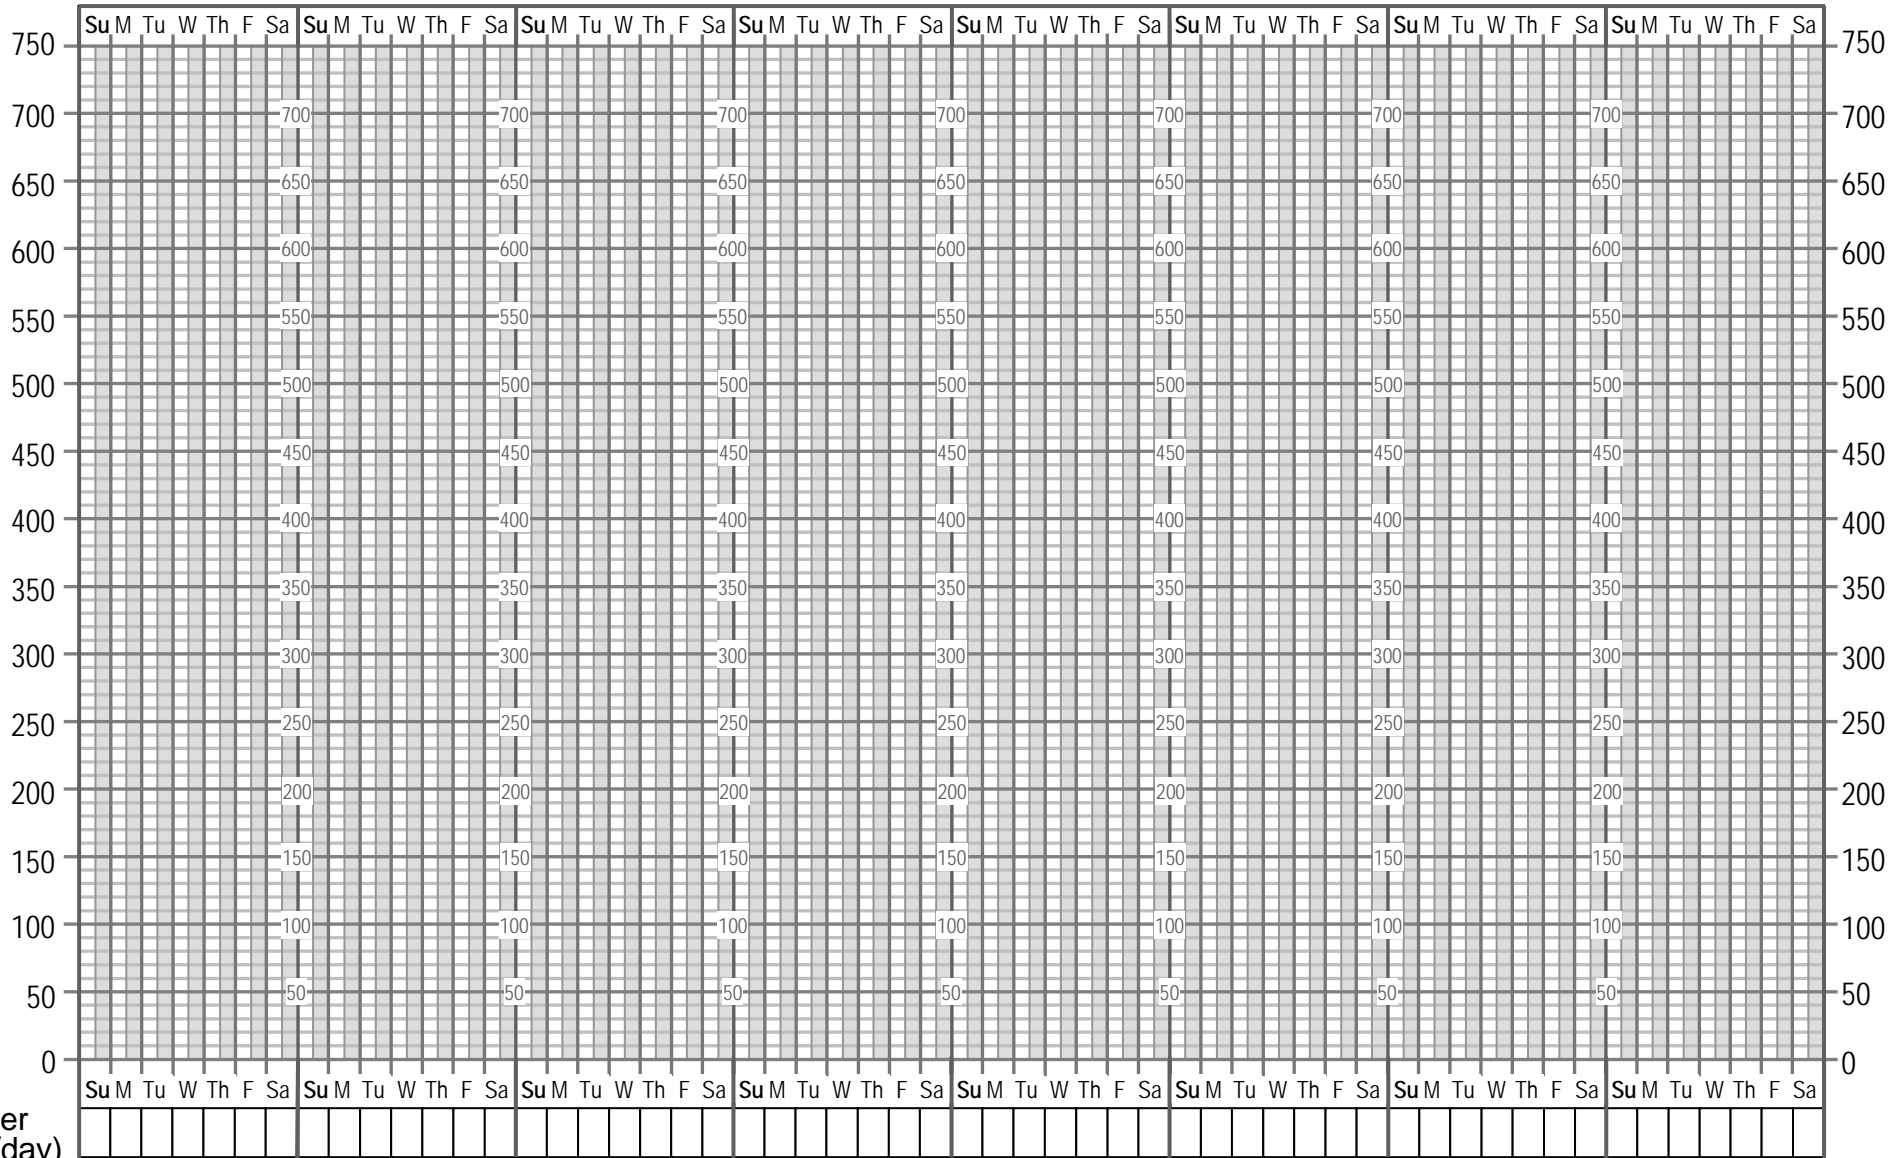 Su M Tu W Th F Sa Su M Tu W Th F Sa Su M Tu W Th F Sa Su M Tu W Th F Sa Su M Tu W Th F Sa Su M Tu W Th F Sa Su M Tu W Th F Sa Su M Tu W Th F Sa
750 750
700 700 700 700 700 700 700 700 700
650 650 650 650 650 650 650 650 650
600 600 600 600 600 600 600 600 600
550 550 550 550 550 550 550 550 550
500 500 500 500 500 500 500 500 500
450 450 450 450 450 450 450 450 450
400 400 400 400 400 400 400 400 400
350 350 350 350 350 350 350 350 350
300 300 300 300 300 300 300 300 300
250 250 250 250 250 250 250 250 250
200 200 200 200 200 200 200 200 200
150 150 150 150 150 150 150 150 150
100 100 100 100 100 100 100 100 100
50 50 50 50 50 50 50 50 50
0 0
Su M Tu W Th F Sa Su M Tu W Th F Sa Su M Tu W Th F Sa Su M Tu W Th F Sa Su M Tu W Th F Sa Su M Tu W Th F Sa Su M Tu W Th F Sa Su M Tu W Th F Sa
er
/day)